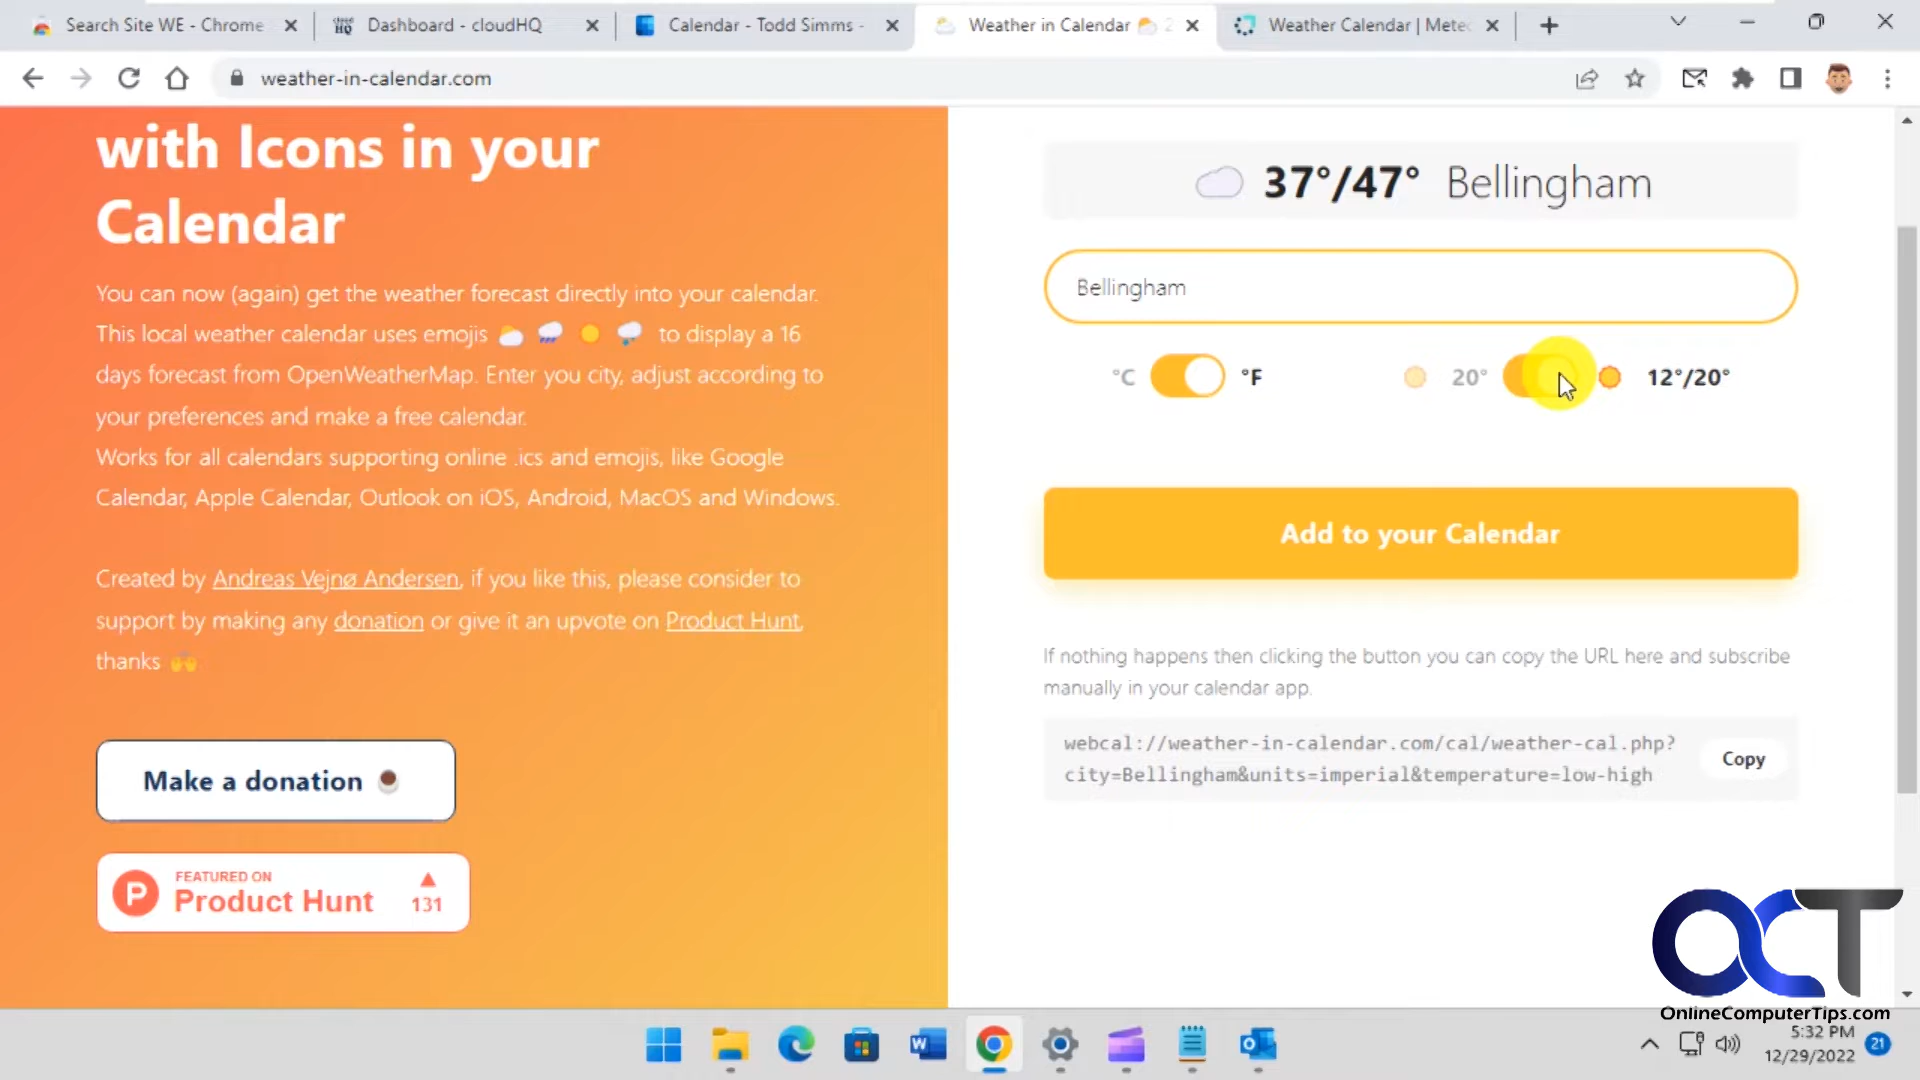 Search Site WE - Chrome
Dashboard - cloudHQ
Calendar - Todd Simms -
Weather in Calendar
Weather Calendar | Mete
weather-in-calendar.com
with Icons in your
Calendar
You can now (again) get the weather forecast directly into your calendar.
This local weather calendar uses emojis ⛅ 🌧 ☀ 🌨 to display a 16
days forecast from OpenWeatherMap. Enter you city, adjust according to
your preferences and make a free calendar.
Works for all calendars supporting online .ics and emojis, like Google
Calendar, Apple Calendar, Outlook on iOS, Android, MacOS and Windows.
Created by Andreas Vejnø Andersen, if you like this, please consider to
support by making any donation or give it an upvote on Product Hunt,
thanks 🙌
Make a donation ☕
FEATURED ON
Product Hunt
131
37°/47° Bellingham
Bellingham
°C °F
20° 12°/20°
Add to your Calendar
If nothing happens then clicking the button you can copy the URL here and subscribe
manually in your calendar app.
webcal://weather-in-calendar.com/cal/weather-cal.php?
city=Bellingham&units=imperial&temperature=low-high
Copy
OCT
OnlineComputerTips.com
5:32 PM
12/29/2022
21